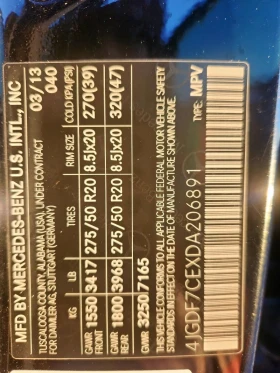 MFD BY MERCEDES-BENZ U.S. INTL., INC
TUSCALOOSA COUNTY, ALABAMA (USA), UNDER CONTRACT 03/13
FOR DAIMLER AG, STUTTGART (GERMANY) 040
KG LB TIRES RIM SIZE COLD KPA(PSI)
GAWR FRONT 1550 3417 275/50 R20 8.5Jx20 270(39)
GAWR REAR 1800 3968 275/50 R20 8.5Jx20 320(47)
GVWR 3250 7165
THIS VEHICLE CONFORMS TO ALL APPLICABLE FEDERAL MOTOR VEHICLE SAFETY
STANDARDS IN EFFECT ON THE DATE OF MANUFACTURE SHOWN ABOVE.
4JGDF7CEXDA206891 TYPE: MPV